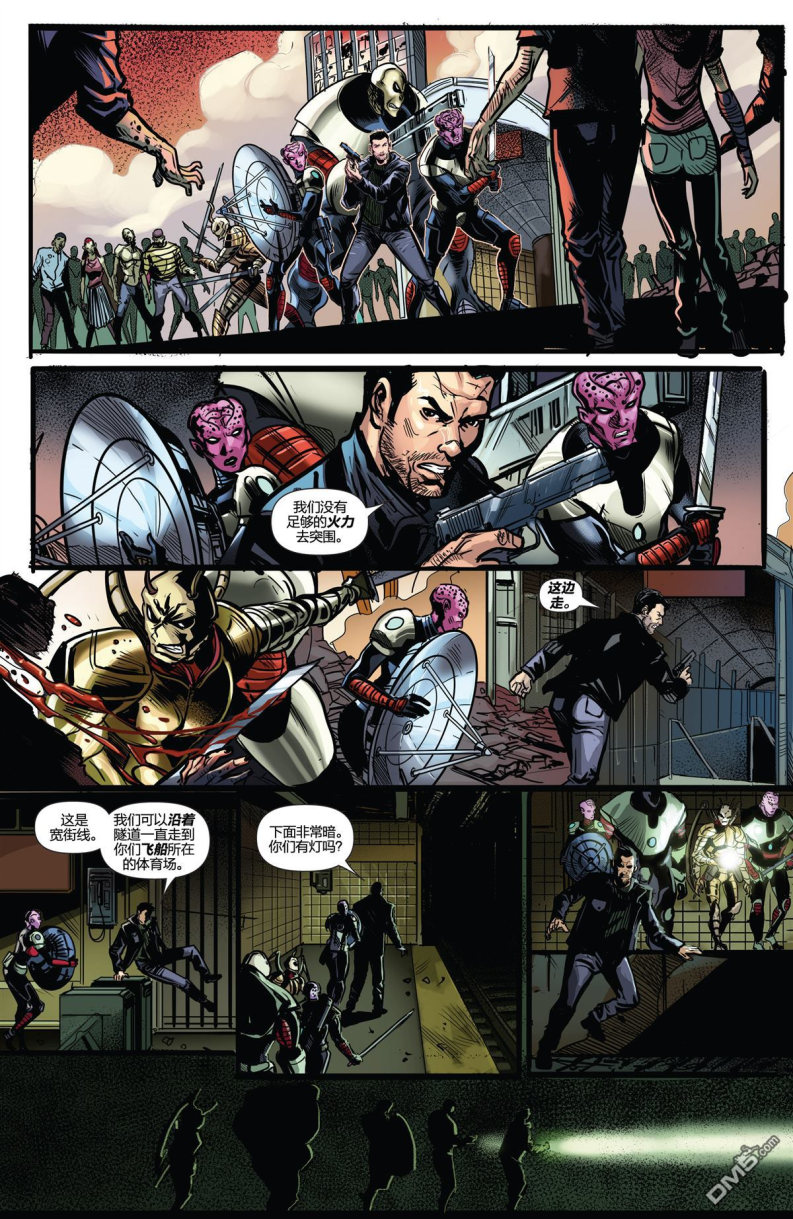 我们没有
足够的火力
去突围。
这边
走。
这是
宽街线。
我们可以沿着
隧道一直走到
你们飞船所在
的体育场。
下面非常暗。
你们有灯吗?
DM5.com